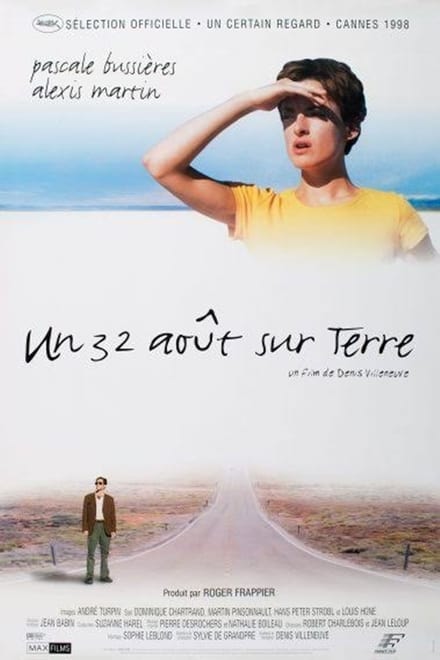 SÉLECTION OFFICIELLE • UN CERTAIN REGARD • CANNES 1998
pascale bussières
alexis martin
Un 32 août sur Terre
un film de Denis Villeneuve
Produit par ROGER FRAPPIER
Images ANDRÉ TURPIN Son DOMINIQUE CHARTRAND, MARTIN PINSONNAULT, HANS PETER STROBL et LOUIS HONE
JEAN BABIN Costumes SUZANNE HAREL PIERRE DESROCHERS et NATHALIE BOILEAU ROBERT CHARLEBOIS et JEAN LELOUP
SOPHIE LEBLOND SYLVIE DE GRANDPRÉ DENIS VILLENEUVE
MAX FILMS